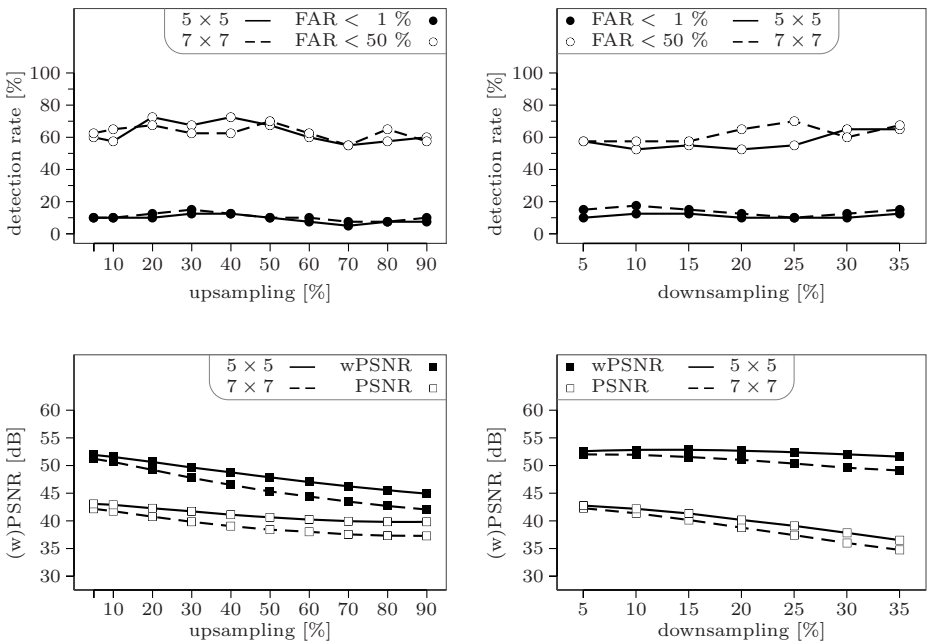 5 × 5 FAR < 1 %
7 × 7 FAR < 50 %
detection rate [%]
100
80
60
40
20
0
10 20 30 40 50 60 70 80 90
upsampling [%]
FAR < 1 % 5 × 5
FAR < 50 % 7 × 7
detection rate [%]
100
80
60
40
20
0
5 10 15 20 25 30 35
downsampling [%]
5 × 5 wPSNR
7 × 7 PSNR
(w)PSNR [dB]
60
55
50
45
40
35
30
10 20 30 40 50 60 70 80 90
upsampling [%]
wPSNR 5 × 5
PSNR 7 × 7
(w)PSNR [dB]
60
55
50
45
40
35
30
5 10 15 20 25 30 35
downsampling [%]